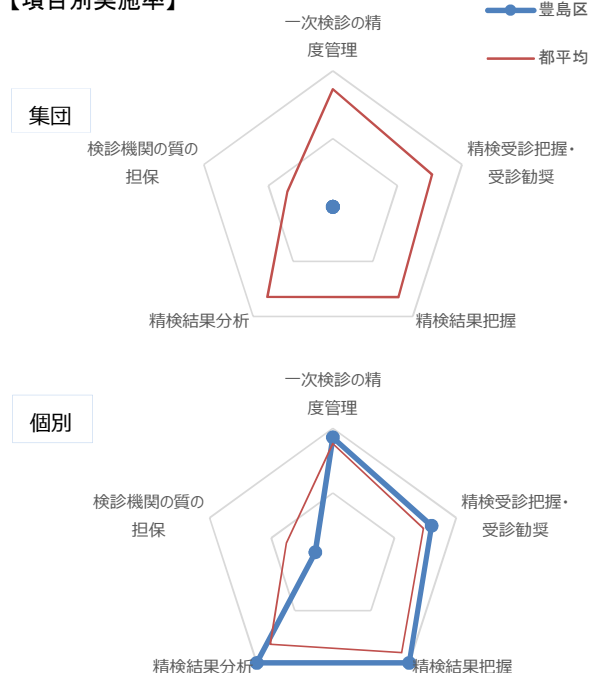 【項目別実施率】
豊島区
都平均
集団
一次検診の精
度管理
精検受診把握・
受診勧奨
精検結果把握
精検結果分析
検診機関の質の
担保
個別
一次検診の精
度管理
精検受診把握・
受診勧奨
精検結果把握
精検結果分析
検診機関の質の
担保